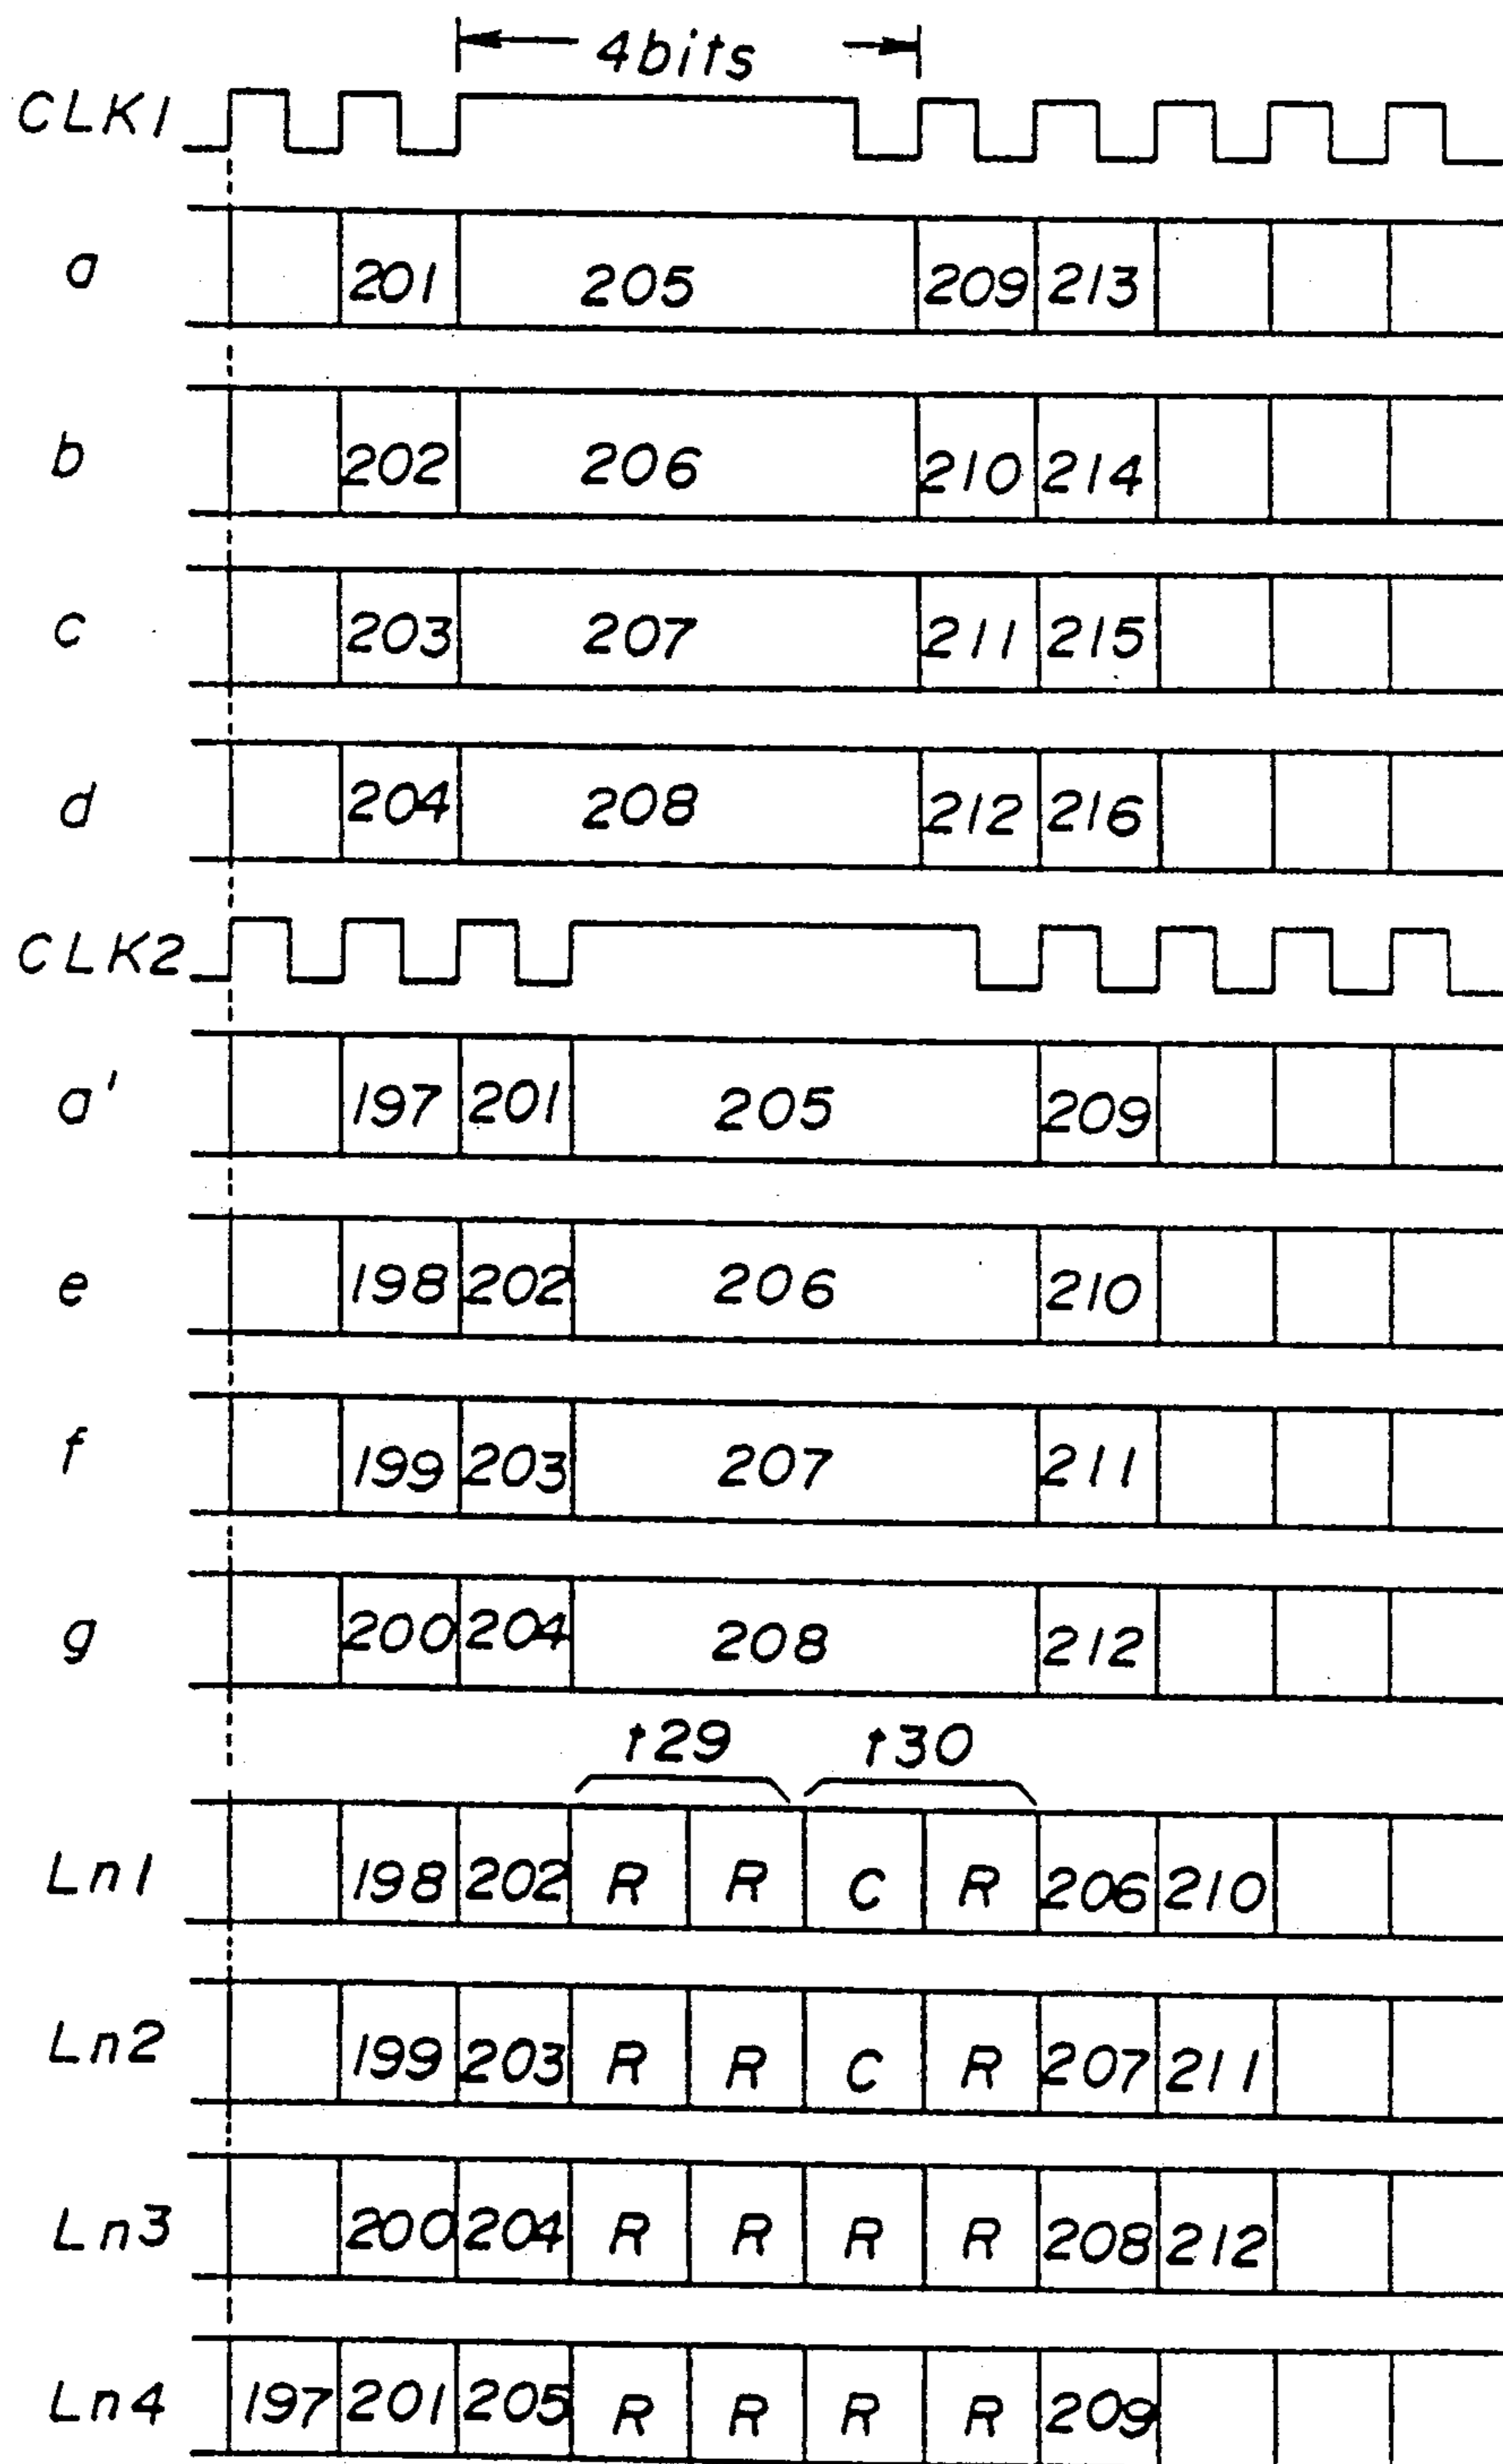 4bits
CLK1
a 201 205 209 213
b 202 206 210 214
c 203 207 211 215
d 204 208 212 216
CLK2
a' 197 201 205 209
e 198 202 206 210
f 199 203 207 211
g 200 204 208 212
t29 t30
Ln1 198 202 R R C R 206 210
Ln2 199 203 R R C R 207 211
Ln3 200 204 R R R R 208 212
Ln4 197 201 205 R R R R 209